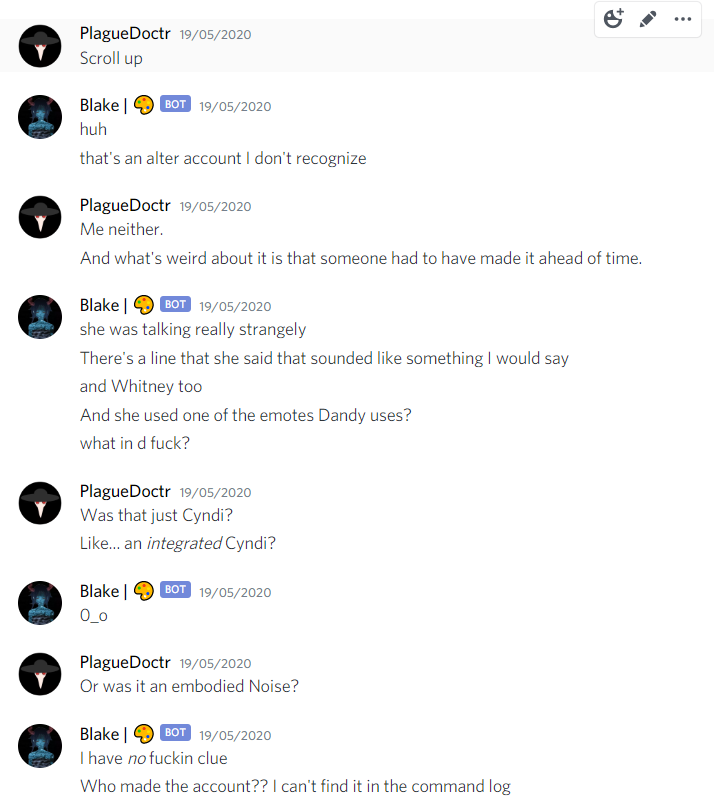 PlagueDoctr 19/05/2020
Scroll up
Blake | 🎨 BOT 19/05/2020
huh
that's an alter account I don't recognize
PlagueDoctr 19/05/2020
Me neither.
And what's weird about it is that someone had to have made it ahead of time.
Blake | 🎨 BOT 19/05/2020
she was talking really strangely
There's a line that she said that sounded like something I would say
and Whitney too
And she used one of the emotes Dandy uses?
what in d fuck?
PlagueDoctr 19/05/2020
Was that just Cyndi?
Like... an integrated Cyndi?
Blake | 🎨 BOT 19/05/2020
0_o
PlagueDoctr 19/05/2020
Or was it an embodied Noise?
Blake | 🎨 BOT 19/05/2020
I have no fuckin clue
Who made the account?? I can't find it in the command log